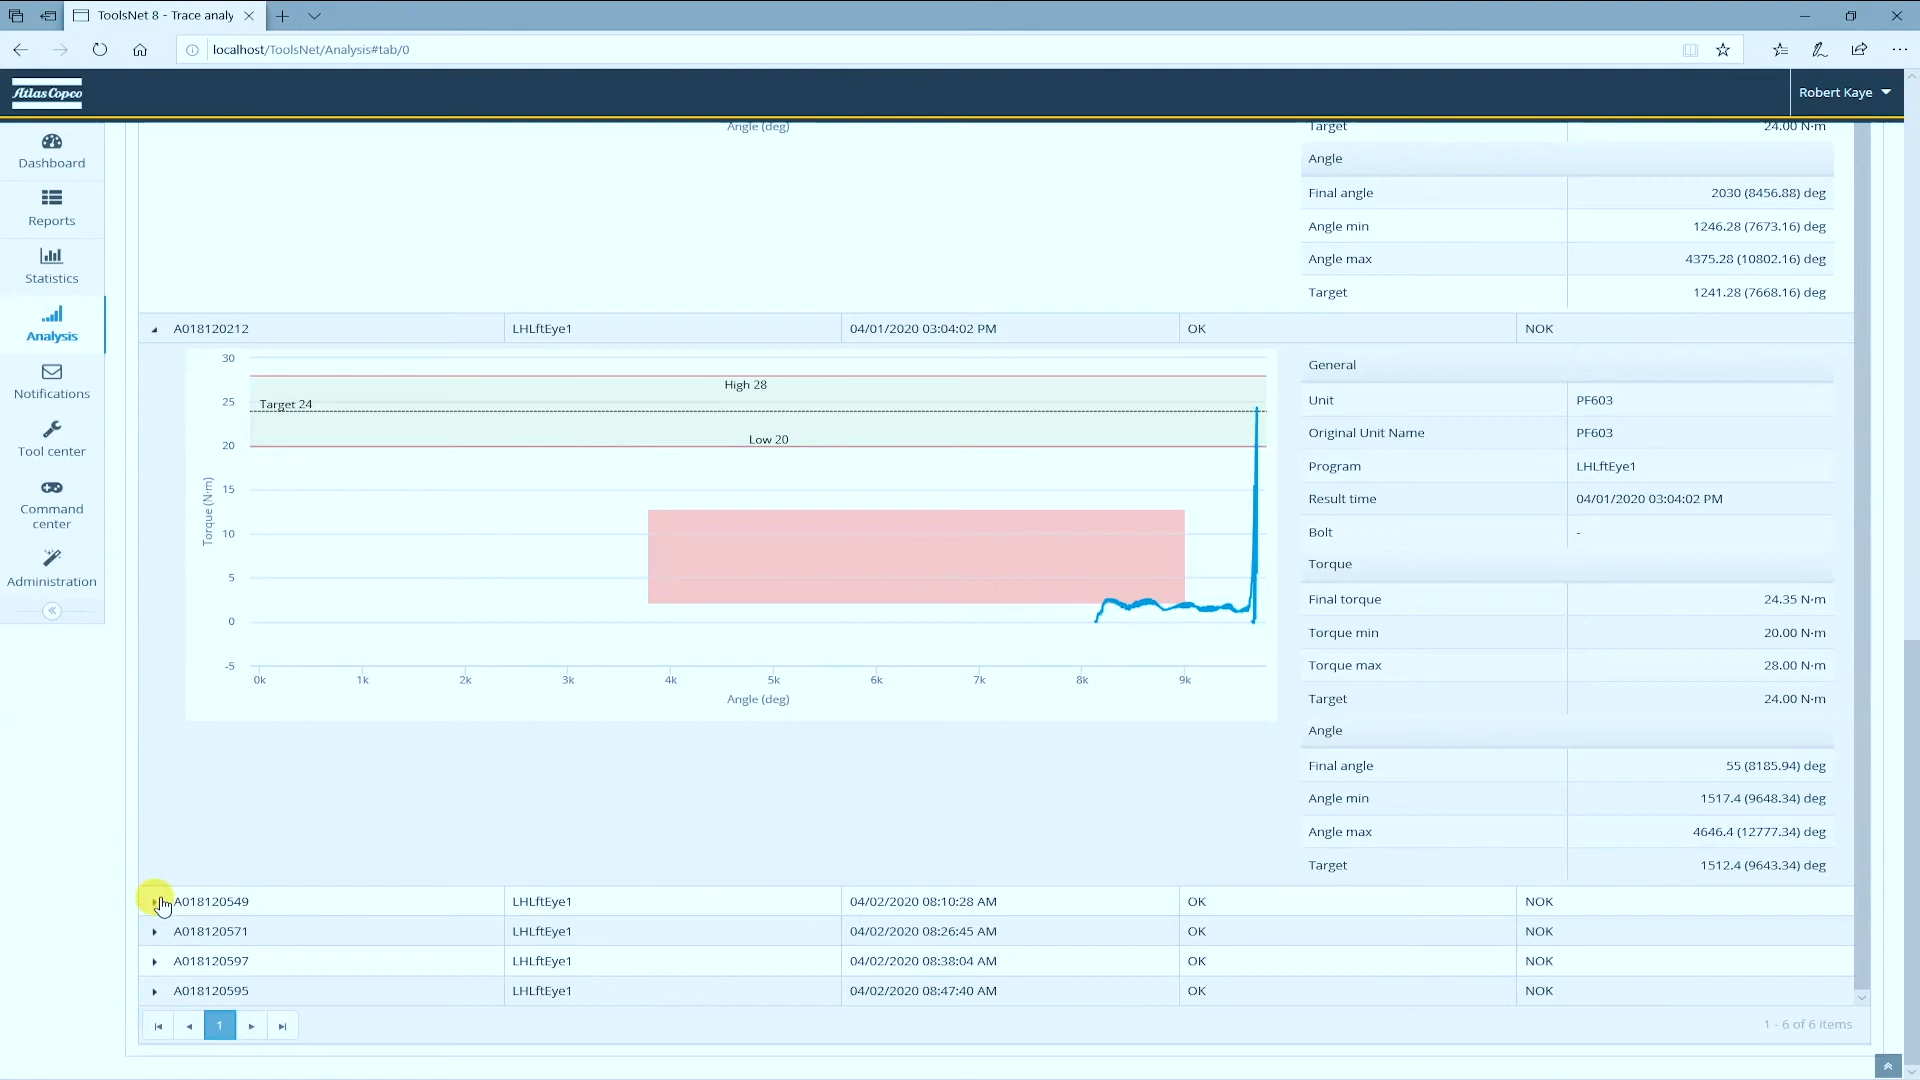 ToolsNet 8 - Trace analy
localhost/ToolsNet/Analysis#tab/0
Atlas Copco
Robert Kaye
Dashboard
Reports
Statistics
Analysis
Notifications
Tool center
Command
center
Administration
Angle (deg)
Target 24.00 N·m
Angle
Final angle 2030 (8456.88) deg
Angle min 1246.28 (7673.16) deg
Angle max 4375.28 (10802.16) deg
Target 1241.28 (7668.16) deg
A018120212 LHLftEye1 04/01/2020 03:04:02 PM OK NOK
30
25
20
15
10
5
0
-5
Torque (N·m)
High 28
Target 24
Low 20
0k 1k 2k 3k 4k 5k 6k 7k 8k 9k
Angle (deg)
General
Unit PF603
Original Unit Name PF603
Program LHLftEye1
Result time 04/01/2020 03:04:02 PM
Bolt -
Torque
Final torque 24.35 N·m
Torque min 20.00 N·m
Torque max 28.00 N·m
Target 24.00 N·m
Angle
Final angle 55 (8185.94) deg
Angle min 1517.4 (9648.34) deg
Angle max 4646.4 (12777.34) deg
Target 1512.4 (9643.34) deg
A018120549 LHLftEye1 04/02/2020 08:10:28 AM OK NOK
A018120571 LHLftEye1 04/02/2020 08:26:45 AM OK NOK
A018120597 LHLftEye1 04/02/2020 08:38:04 AM OK NOK
A018120595 LHLftEye1 04/02/2020 08:47:40 AM OK NOK
1
1 - 6 of 6 items